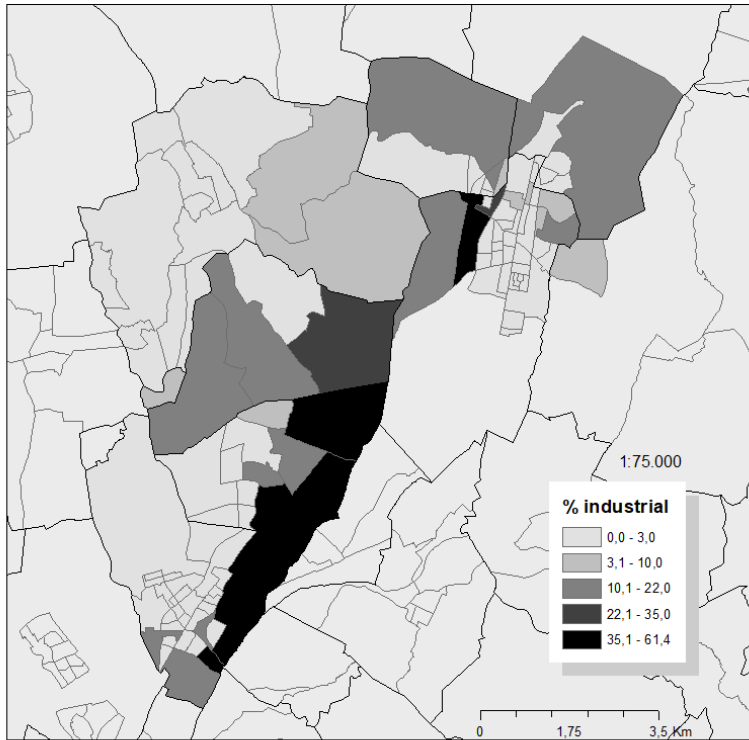 1:75.000
% industrial
0,0 - 3,0
3,1 - 10,0
10,1 - 22,0
22,1 - 35,0
35,1 - 61,4
0 1,75 3,5 Km